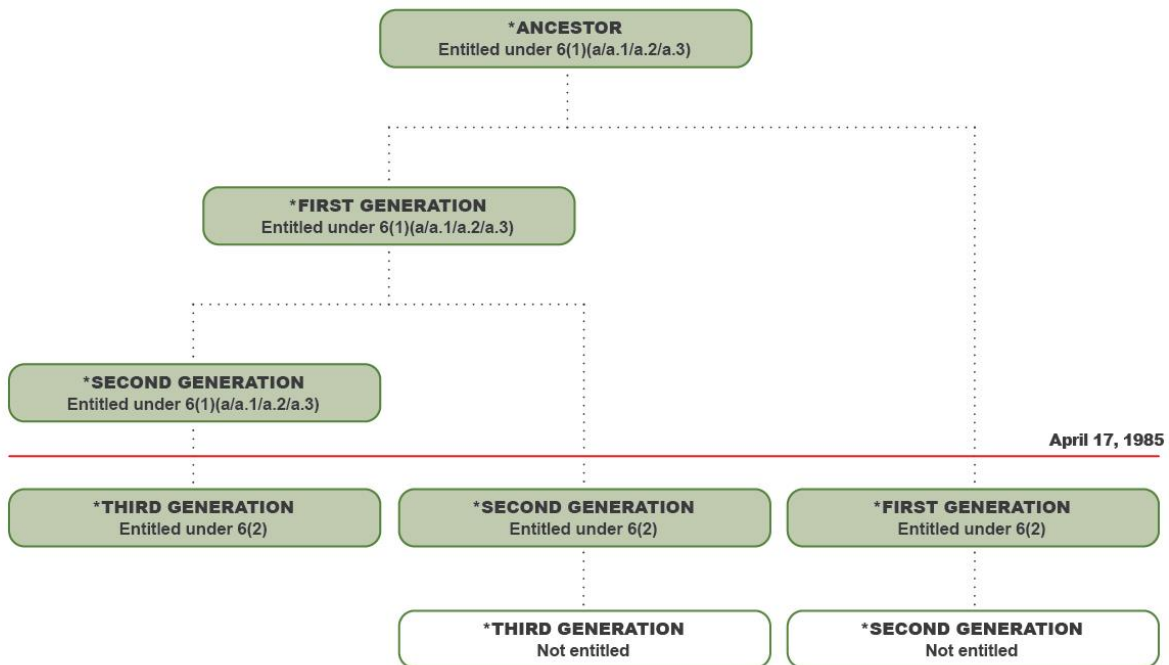 *ANCESTOR
Entitled under 6(1)(a/a.1/a.2/a.3)
*FIRST GENERATION
Entitled under 6(1)(a/a.1/a.2/a.3)
*SECOND GENERATION
Entitled under 6(1)(a/a.1/a.2/a.3)
April 17, 1985
*THIRD GENERATION
Entitled under 6(2)
*SECOND GENERATION
Entitled under 6(2)
*FIRST GENERATION
Entitled under 6(2)
*THIRD GENERATION
Not entitled
*SECOND GENERATION
Not entitled